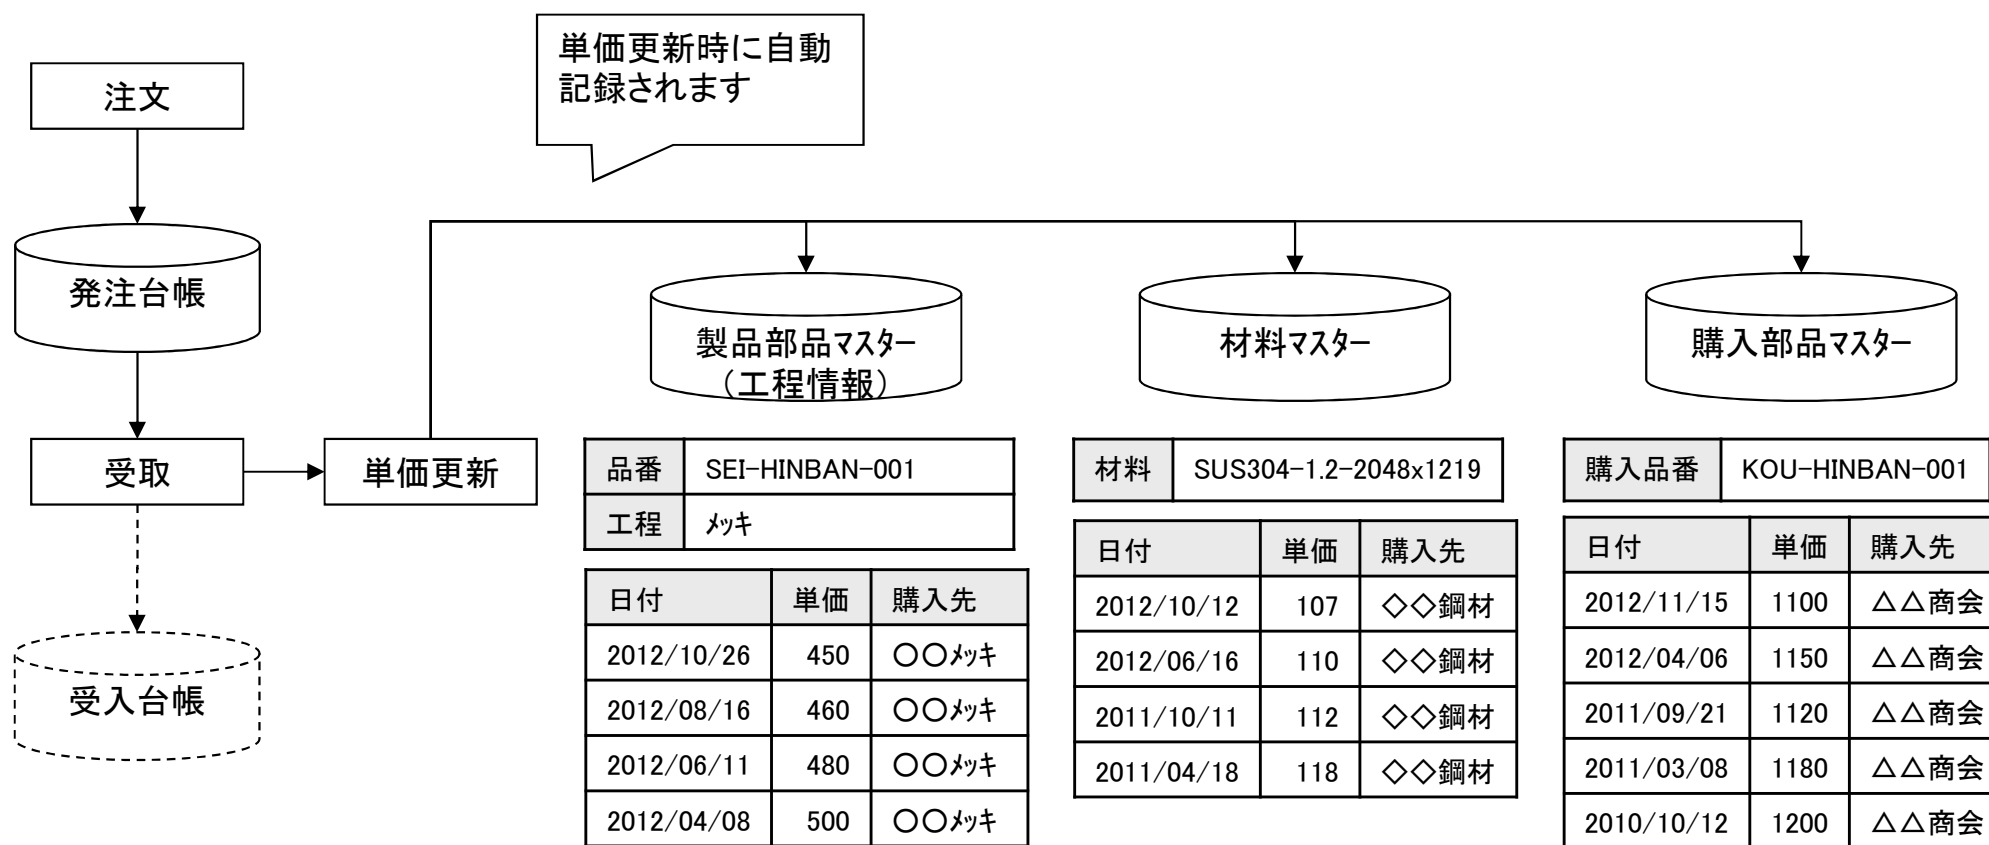 単価更新時に自動
記録されます
注文
発注台帳
受取
単価更新
受入台帳
製品部品ﾏｽﾀｰ
（工程情報）
材料ﾏｽﾀｰ
購入部品ﾏｽﾀｰ
品番 SEI-HINBAN-001
工程 ﾒｯｷ
日付 単価 購入先
2012/10/26 450 〇〇ﾒｯｷ
2012/08/16 460 〇〇ﾒｯｷ
2012/06/11 480 〇〇ﾒｯｷ
2012/04/08 500 〇〇ﾒｯｷ
材料 SUS304-1.2-2048x1219
日付 単価 購入先
2012/10/12 107 ◇◇鋼材
2012/06/16 110 ◇◇鋼材
2011/10/11 112 ◇◇鋼材
2011/04/18 118 ◇◇鋼材
購入品番 KOU-HINBAN-001
日付 単価 購入先
2012/11/15 1100 △△商会
2012/04/06 1150 △△商会
2011/09/21 1120 △△商会
2011/03/08 1180 △△商会
2010/10/12 1200 △△商会